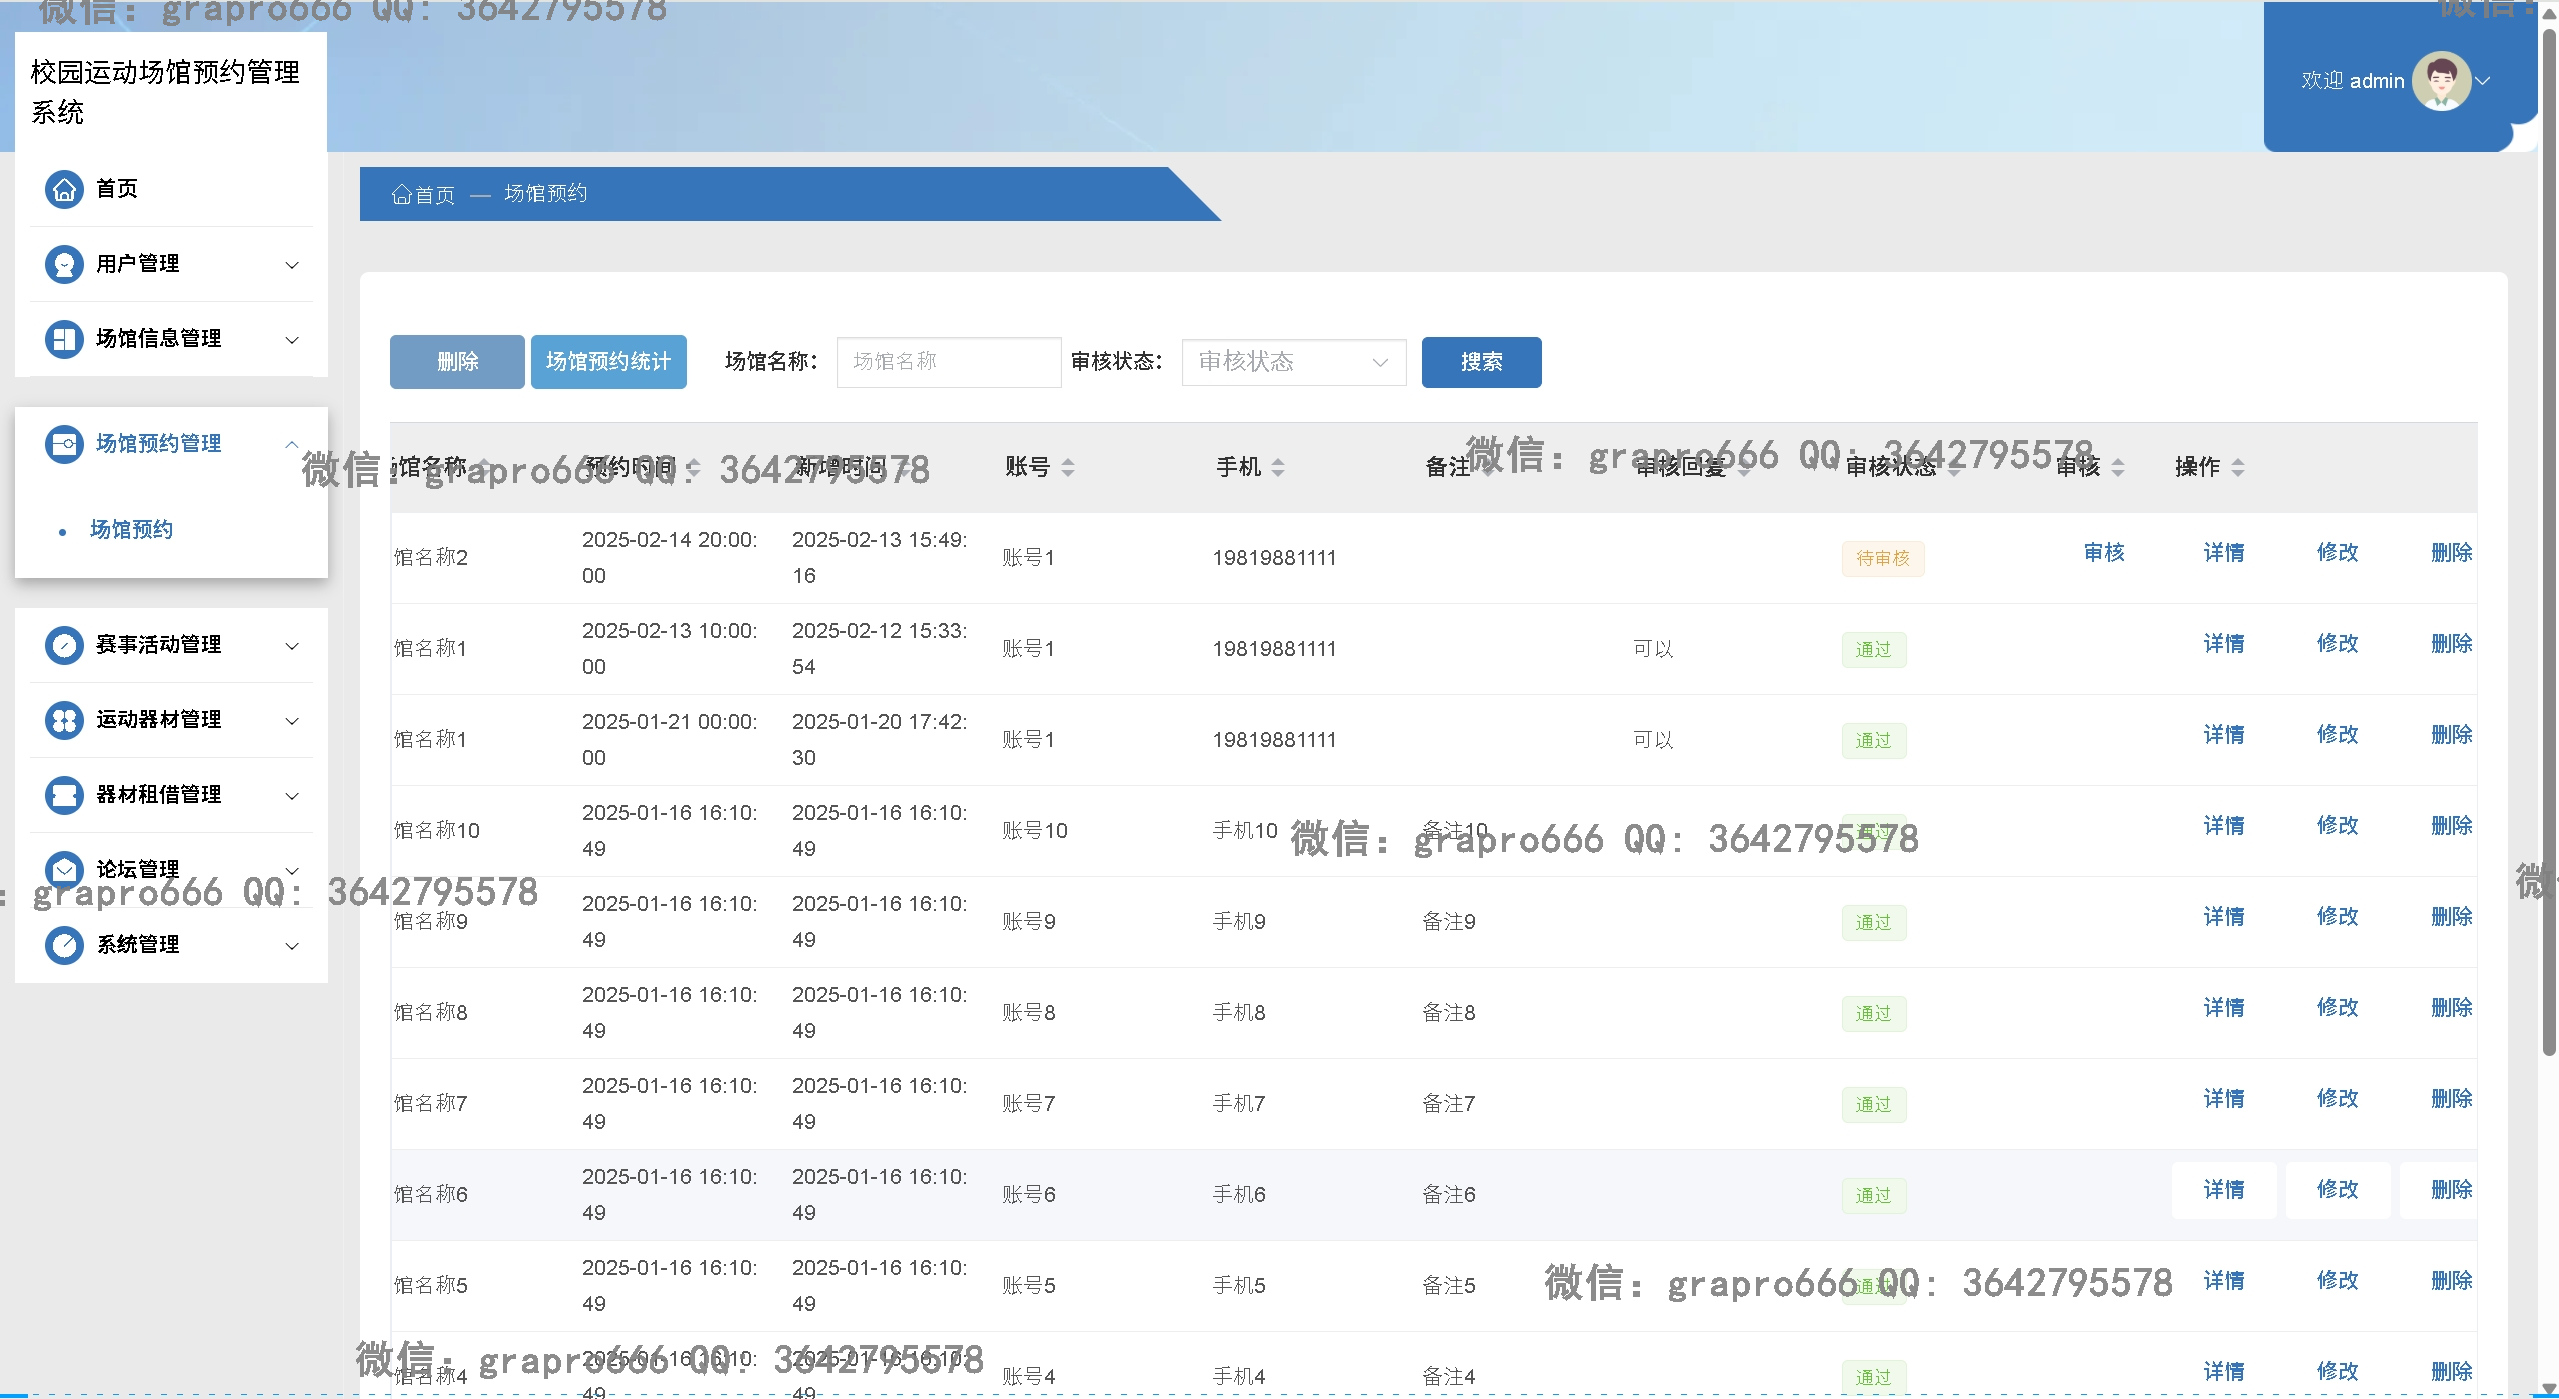 微信: grapro666 QQ: 3642795578
校园运动场馆预约管理
系统
欢迎 admin
首页
用户管理
场馆信息管理
场馆预约管理
场馆预约
赛事活动管理
运动器材管理
器材租借管理
论坛管理
系统管理
首页 — 场馆预约
删除 场馆预约统计 场馆名称: 场馆名称 审核状态: 审核状态 搜索
馆名称 预约时间 新增时间 账号 手机 备注 审核回复 审核状态 审核 操作
微信: grapro666 QQ: 3642795578
微信: grapro666 QQ: 3642795578
馆名称2 2025-02-14 20:00:00 2025-02-13 15:49:16 账号1 19819881111 待审核 审核 详情 修改 删除
馆名称1 2025-02-13 10:00:00 2025-02-12 15:33:54 账号1 19819881111 可以 通过 详情 修改 删除
馆名称1 2025-01-21 00:00:00 2025-01-20 17:42:30 账号1 19819881111 可以 通过 详情 修改 删除
馆名称10 2025-01-16 16:10:49 2025-01-16 16:10:49 账号10 手机10 备注10 通过 详情 修改 删除
微信: grapro666 QQ: 3642795578
: grapro666 QQ: 3642795578
馆名称9 2025-01-16 16:10:49 2025-01-16 16:10:49 账号9 手机9 备注9 通过 详情 修改 删除
馆名称8 2025-01-16 16:10:49 2025-01-16 16:10:49 账号8 手机8 备注8 通过 详情 修改 删除
馆名称7 2025-01-16 16:10:49 2025-01-16 16:10:49 账号7 手机7 备注7 通过 详情 修改 删除
馆名称6 2025-01-16 16:10:49 2025-01-16 16:10:49 账号6 手机6 备注6 通过 详情 修改 删除
馆名称5 2025-01-16 16:10:49 2025-01-16 16:10:49 账号5 手机5 备注5 通过 详情 修改 删除
微信: grapro666 QQ: 3642795578
馆名称4 2025-01-16 16:10:49 2025-01-16 16:10:49 账号4 手机4 备注4 通过 详情 修改 删除
微信: grapro666 QQ: 3642795578